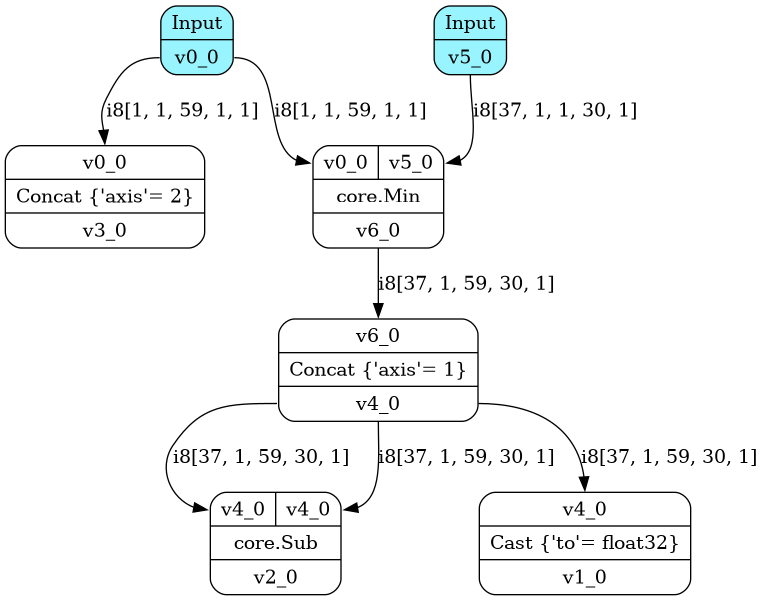 Input
v0_0
Input
v5_0
i8[1, 1, 59, 1, 1]
i8[1, 1, 59, 1, 1]
i8[37, 1, 1, 30, 1]
v0_0
Concat {'axis'= 2}
v3_0
v0_0 v5_0
core.Min
v6_0
i8[37, 1, 59, 30, 1]
v6_0
Concat {'axis'= 1}
v4_0
i8[37, 1, 59, 30, 1]
i8[37, 1, 59, 30, 1]
i8[37, 1, 59, 30, 1]
v4_0 v4_0
core.Sub
v2_0
v4_0
Cast {'to'= float32}
v1_0